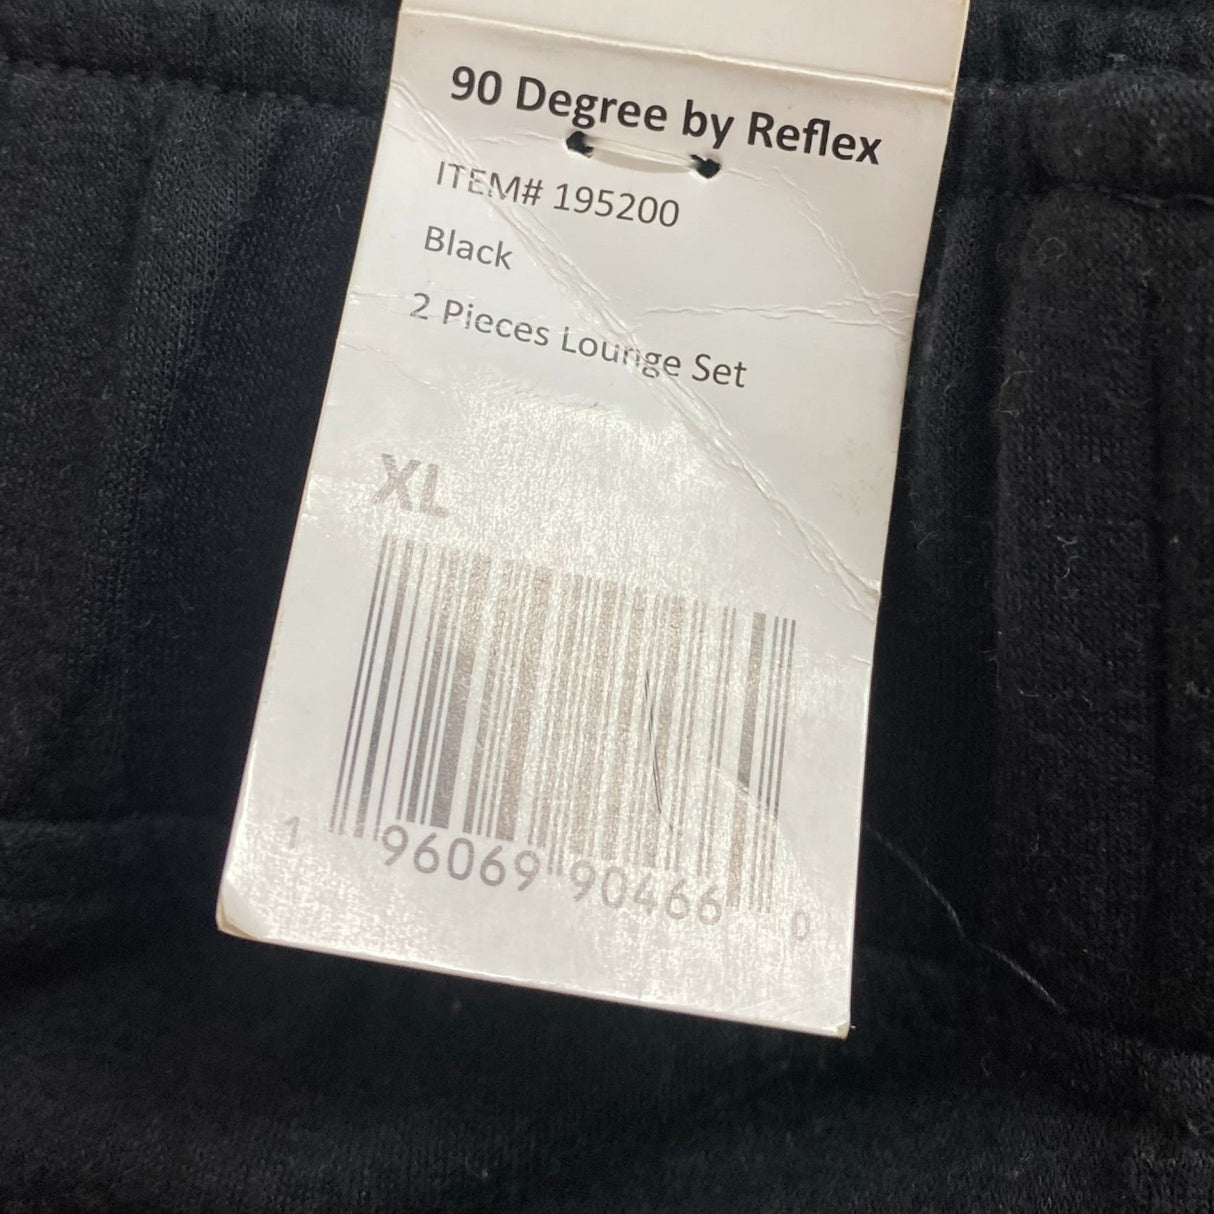 90 Degree by Reflex
ITEM# 195200
Black
2 Pieces Lounge Set
XL
1 96069 90466 0